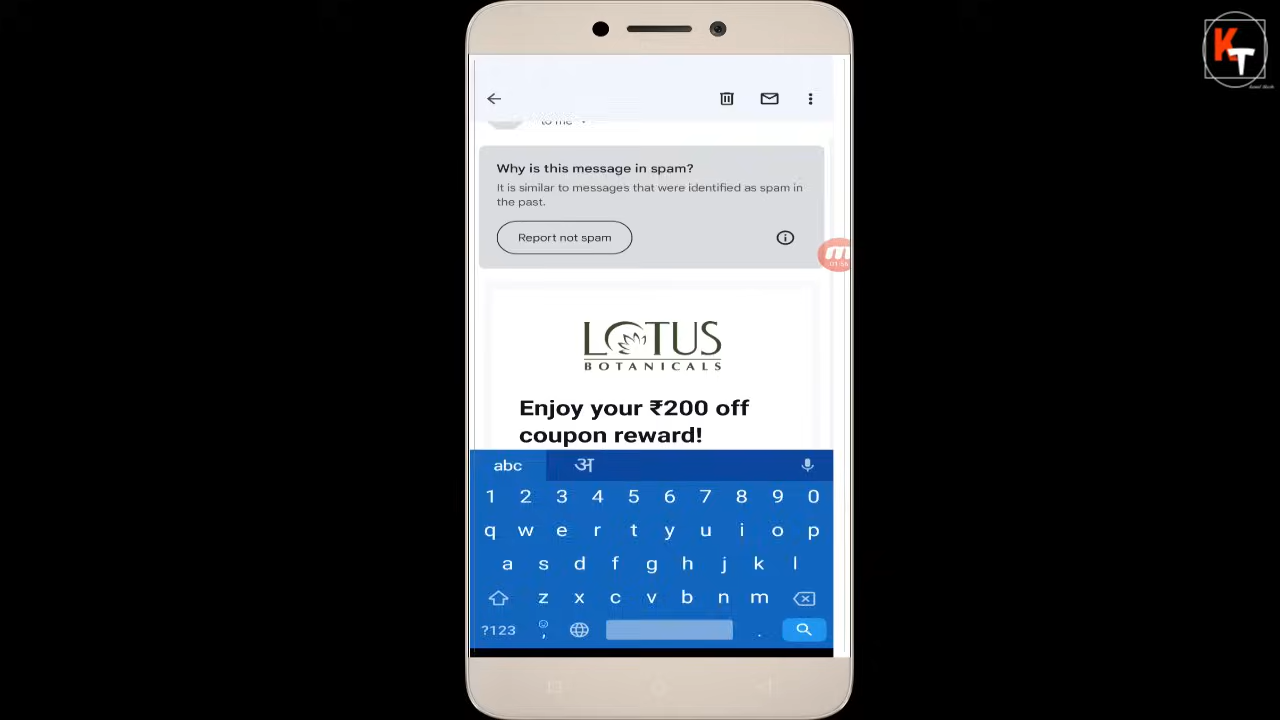 KT
to me
Why is this message in spam?
It is similar to messages that were identified as spam in
the past.
Report not spam
LOTUS
BOTANICALS
Enjoy your ₹200 off
coupon reward!
abc अ
1 2 3 4 5 6 7 8 9 0
q w e r t y u i o p
a s d f g h j k l
z x c v b n m
?123 , .